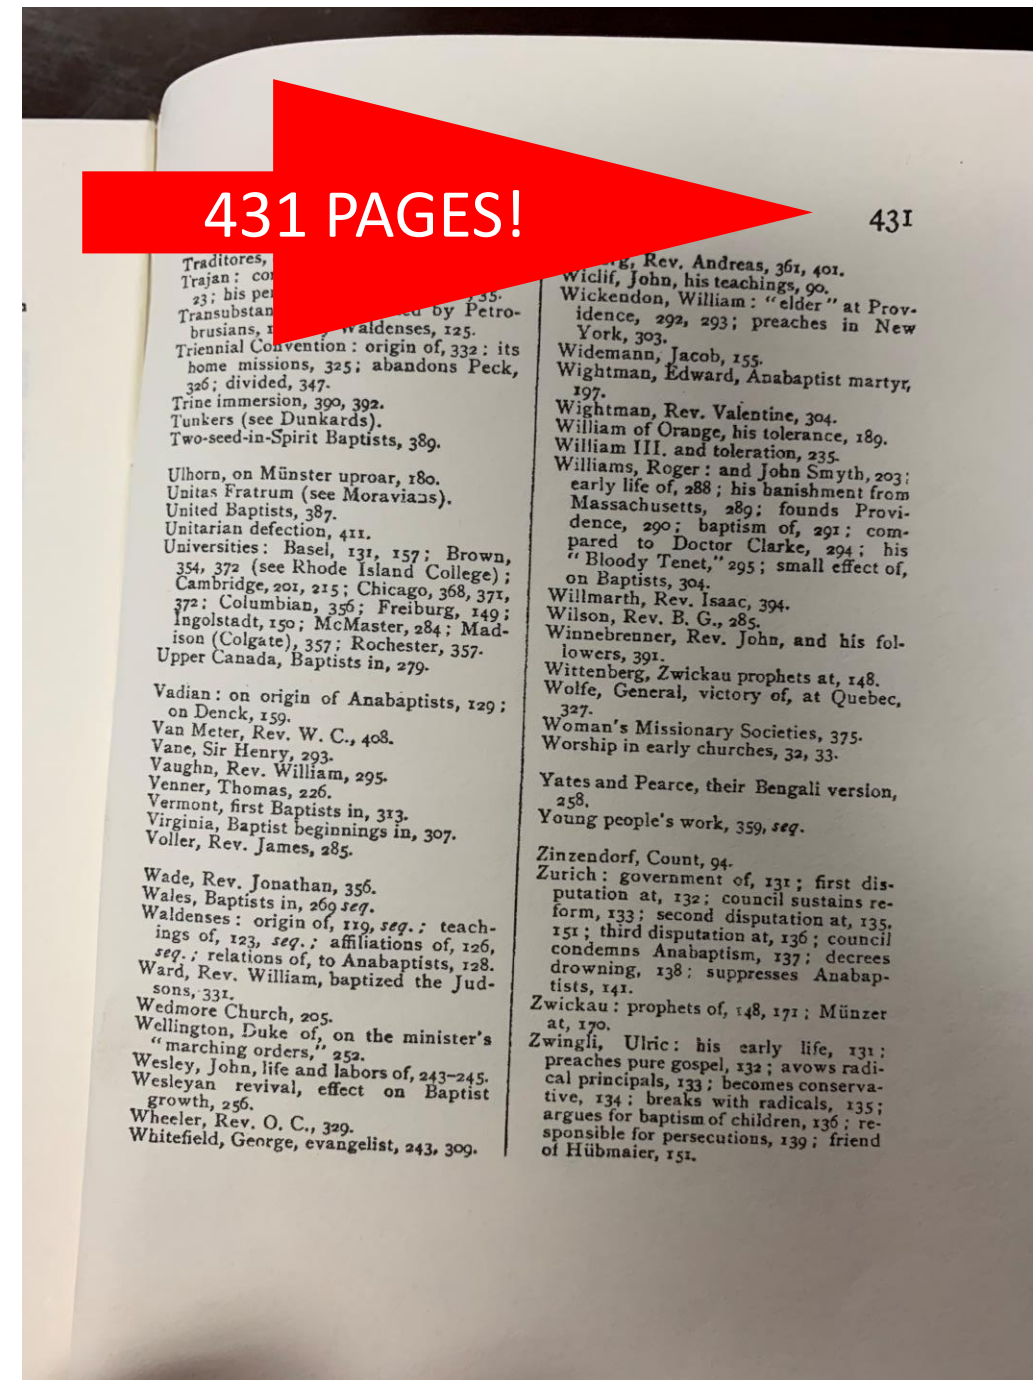 431 PAGES!
431
Traditores,
Trajan: co
23; his pe 35.
Transubstan by Petro-
brusians, Waldenses, 125.
Triennial Convention: origin of, 332: its
home missions, 325; abandons Peck,
326; divided, 347.
Trine immersion, 390, 392.
Tunkers (see Dunkards).
Two-seed-in-Spirit Baptists, 389.
Ulhorn, on Münster uproar, 180.
Unitas Fratrum (see Moravians).
United Baptists, 387.
Unitarian defection, 411.
Universities: Basel, 131, 157; Brown,
354, 372 (see Rhode Island College);
Cambridge, 201, 215; Chicago, 368, 371,
372; Columbian, 356; Freiburg, 149;
Ingolstadt, 150; McMaster, 284; Mad-
ison (Colgate), 357; Rochester, 357.
Upper Canada, Baptists in, 279.
Vadian: on origin of Anabaptists, 129;
on Denck, 159.
Van Meter, Rev. W. C., 408.
Vane, Sir Henry, 293.
Vaughn, Rev. William, 295.
Venner, Thomas, 226.
Vermont, first Baptists in, 313.
Virginia, Baptist beginnings in, 307.
Voller, Rev. James, 285.
Wade, Rev. Jonathan, 356.
Wales, Baptists in, 269 seq.
Waldenses: origin of, 119, seq.; teach-
ings of, 123, seq.; affiliations of, 126,
seq.; relations of, to Anabaptists, 128.
Ward, Rev. William, baptized the Jud-
sons, 331.
Wedmore Church, 205.
Wellington, Duke of, on the minister's
"marching orders," 252.
Wesley, John, life and labors of, 243-245.
Wesleyan revival, effect on Baptist
growth, 256.
Wheeler, Rev. O. C., 329.
Whitefield, George, evangelist, 243, 309.
Rev. Andreas, 361, 401.
Wiclif, John, his teachings, 90.
Wickendon, William: "elder" at Prov-
idence, 292, 293; preaches in New
York, 303.
Widemann, Jacob, 155.
Wightman, Edward, Anabaptist martyr,
197.
Wightman, Rev. Valentine, 304.
William of Orange, his tolerance, 189.
William III. and toleration, 235.
Williams, Roger: and John Smyth, 203;
early life of, 288; his banishment from
Massachusetts, 289; founds Provi-
dence, 290; baptism of, 291; com-
pared to Doctor Clarke, 294; his
"Bloody Tenet," 295; small effect of,
on Baptists, 304.
Willmarth, Rev. Isaac, 394.
Wilson, Rev. B. G., 285.
Winnebrenner, Rev. John, and his fol-
lowers, 391.
Wittenberg, Zwickau prophets at, 148.
Wolfe, General, victory of, at Quebec,
327.
Woman's Missionary Societies, 375.
Worship in early churches, 32, 33.
Yates and Pearce, their Bengali version,
258.
Young people's work, 359, seq.
Zinzendorf, Count, 94.
Zurich: government of, 131; first dis-
putation at, 132; council sustains re-
form, 133; second disputation at, 135,
151; third disputation at, 136; council
condemns Anabaptism, 137; decrees
drowning, 138; suppresses Anabap-
tists, 141.
Zwickau: prophets of, 148, 171; Münzer
at, 170.
Zwingli, Ulric: his early life, 131;
preaches pure gospel, 132; avows radi-
cal principals, 133; becomes conserva-
tive, 134; breaks with radicals, 135;
argues for baptism of children, 136; re-
sponsible for persecutions, 139; friend
of Hübmaier, 151.